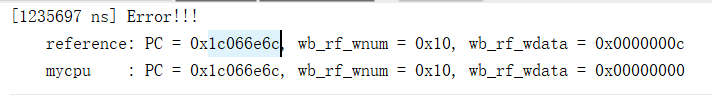 [1235697 ns] Error!!!
reference: PC = 0x1c066e6c, wb_rf_wnum = 0x10, wb_rf_wdata = 0x0000000c
mycpu    : PC = 0x1c066e6c, wb_rf_wnum = 0x10, wb_rf_wdata = 0x00000000